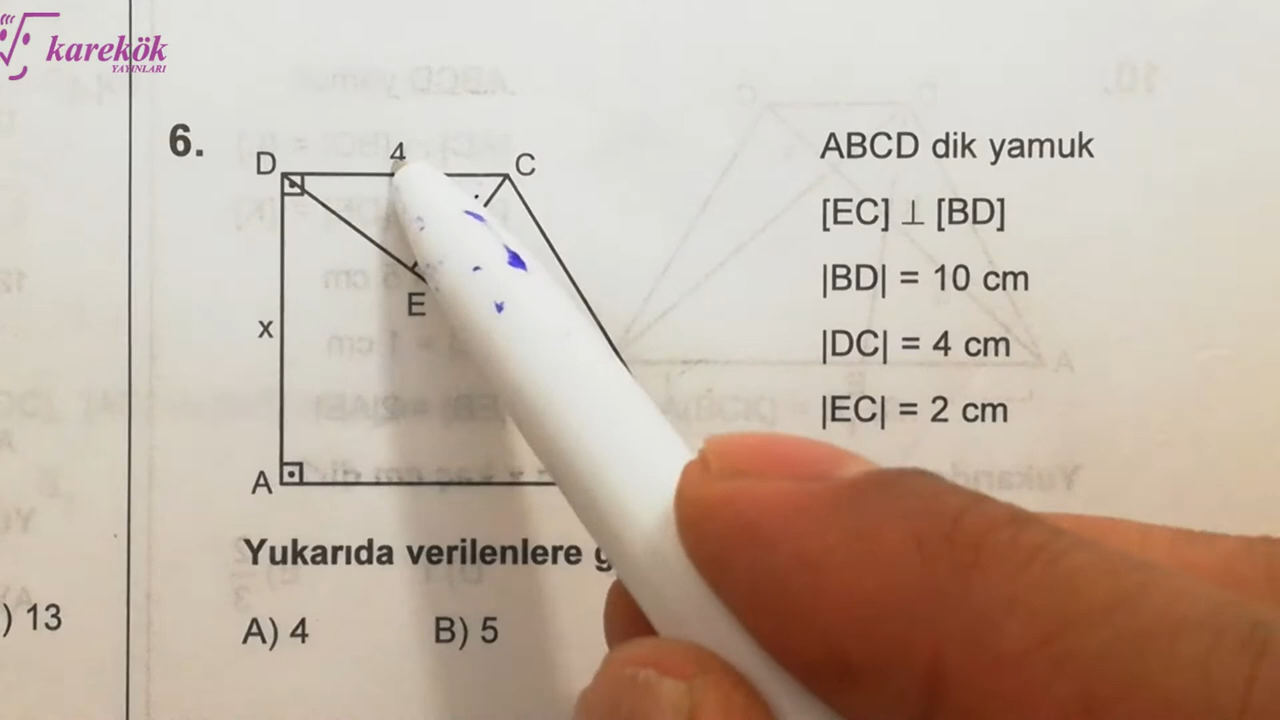 karekök
YAYINLARI
6.
D
4
C
E
x
A
ABCD dik yamuk
[EC] ⊥ [BD]
|BD| = 10 cm
|DC| = 4 cm
|EC| = 2 cm
Yukarıda verilenlere
A) 4 B) 5
) 13